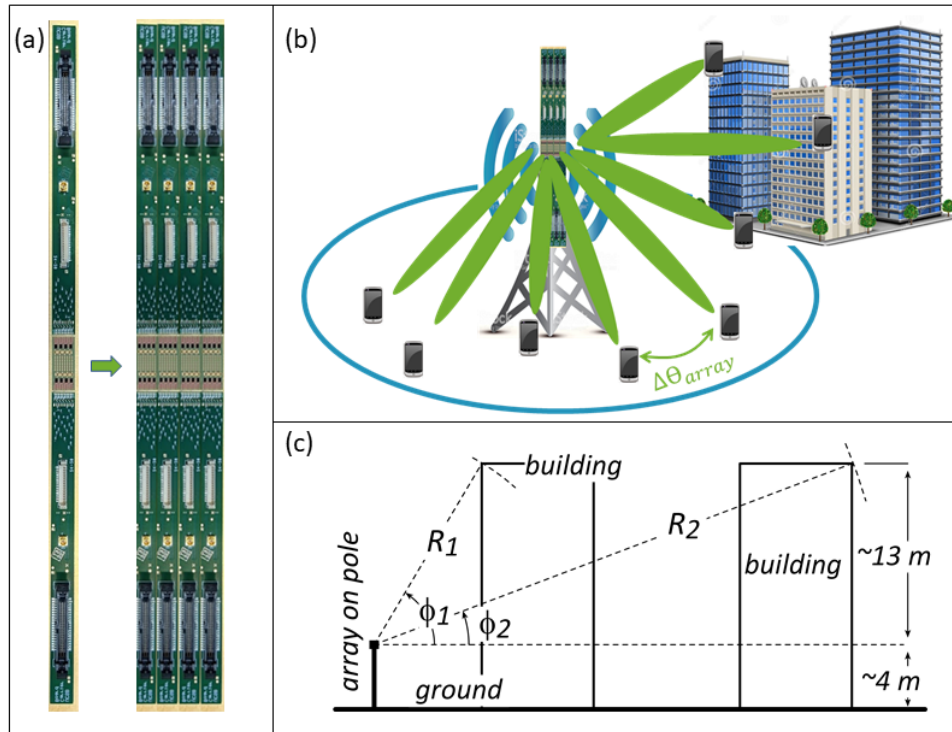 (a)
(b)
ΔΘarray
(c)
building
R1
R2
building
~13 m
array on pole
ϕ1
ϕ2
ground
~4 m